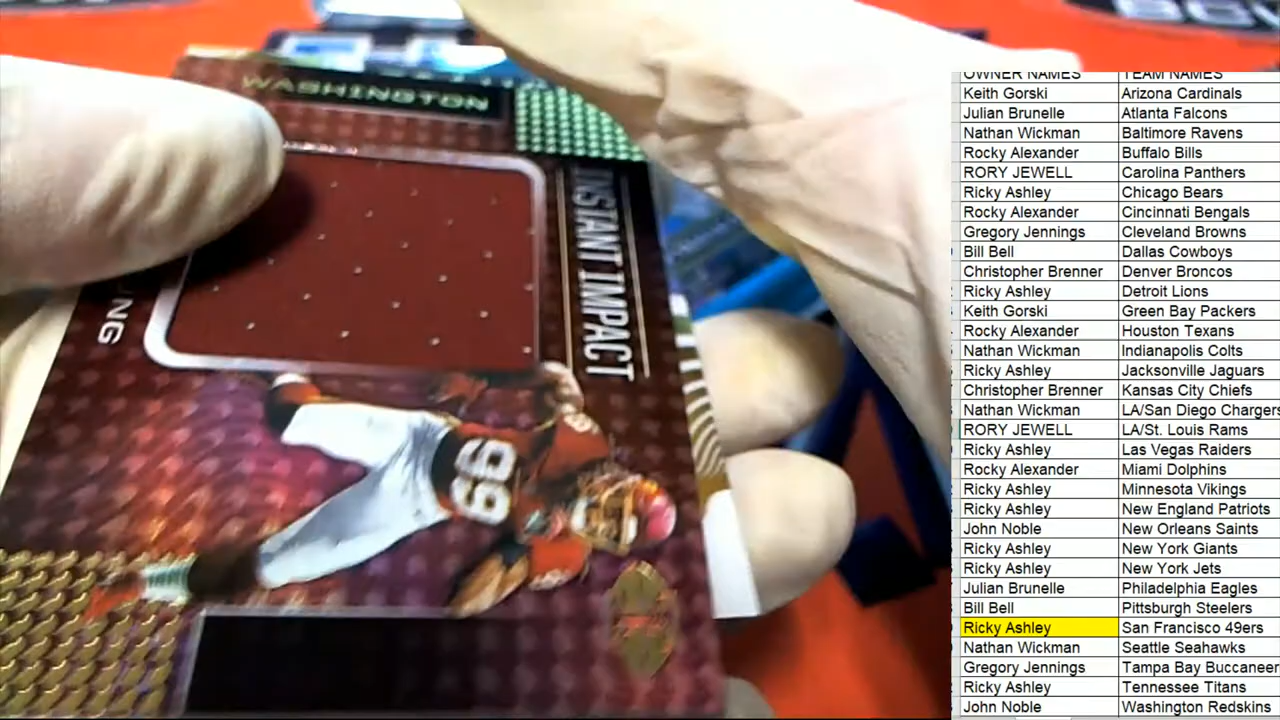 WASHINGTON
INSTANT IMPACT
UNG
99
OWNER NAMES TEAM NAMES
Keith Gorski Arizona Cardinals
Julian Brunelle Atlanta Falcons
Nathan Wickman Baltimore Ravens
Rocky Alexander Buffalo Bills
RORY JEWELL Carolina Panthers
Ricky Ashley Chicago Bears
Rocky Alexander Cincinnati Bengals
Gregory Jennings Cleveland Browns
Bill Bell Dallas Cowboys
Christopher Brenner Denver Broncos
Ricky Ashley Detroit Lions
Keith Gorski Green Bay Packers
Rocky Alexander Houston Texans
Nathan Wickman Indianapolis Colts
Ricky Ashley Jacksonville Jaguars
Christopher Brenner Kansas City Chiefs
Nathan Wickman LA/San Diego Chargers
RORY JEWELL LA/St. Louis Rams
Ricky Ashley Las Vegas Raiders
Rocky Alexander Miami Dolphins
Ricky Ashley Minnesota Vikings
Ricky Ashley New England Patriots
John Noble New Orleans Saints
Ricky Ashley New York Giants
Ricky Ashley New York Jets
Julian Brunelle Philadelphia Eagles
Bill Bell Pittsburgh Steelers
Ricky Ashley San Francisco 49ers
Nathan Wickman Seattle Seahawks
Gregory Jennings Tampa Bay Buccaneer
Ricky Ashley Tennessee Titans
John Noble Washington Redskins